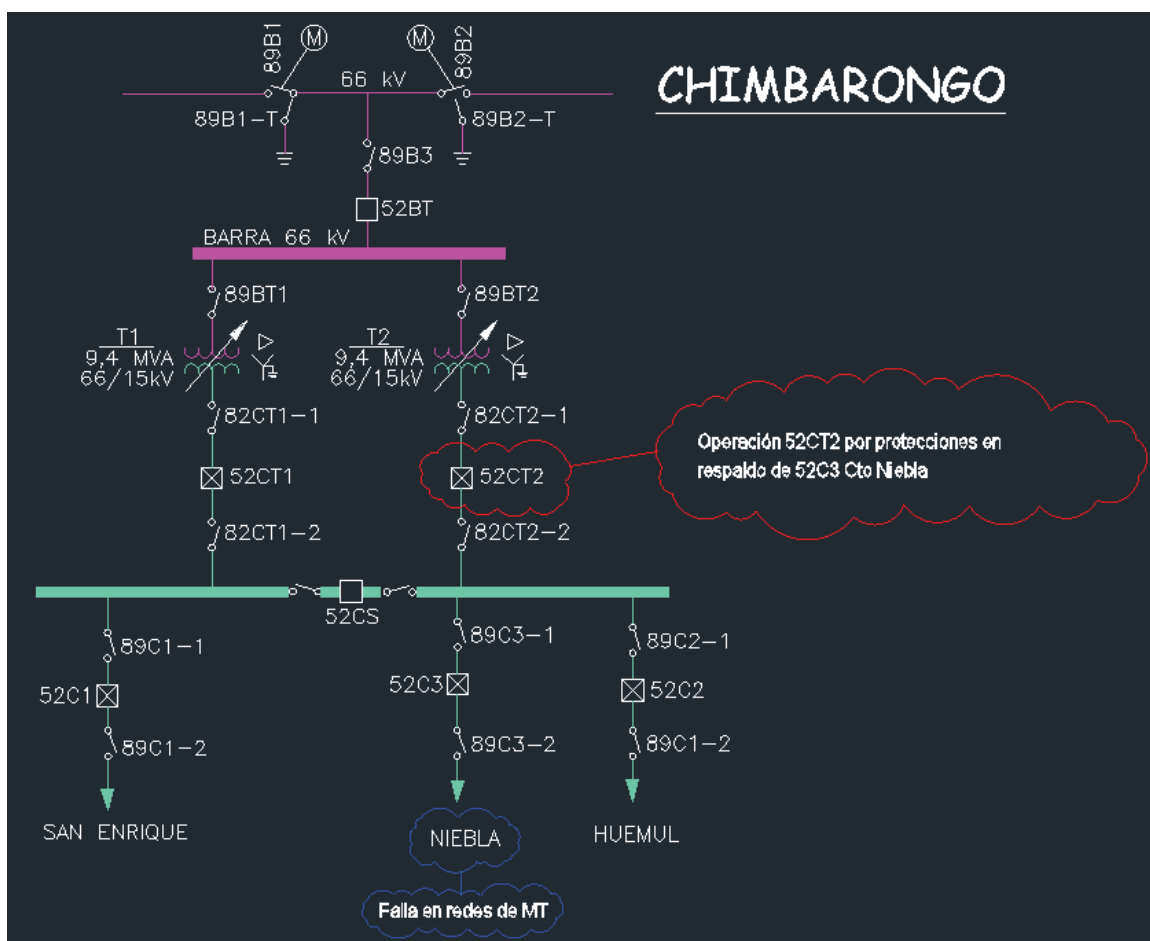 89B1
M
M
89B2
66 kV
CHIMBARONGO
89B1-T
89B2-T
89B3
52BT
BARRA 66 kV
89BT1
89BT2
T1
9,4 MVA
66/15kV
T2
9,4 MVA
66/15kV
82CT1-1
82CT2-1
Operación 52CT2 por protecciones en
respaldo de 52C3 Cto Niebla
52CT1
52CT2
82CT1-2
82CT2-2
52CS
89C1-1
89C3-1
89C2-1
52C1
52C3
52C2
89C1-2
89C3-2
89C1-2
SAN ENRIQUE
NIEBLA
HUEMUL
Falla en redes de MT